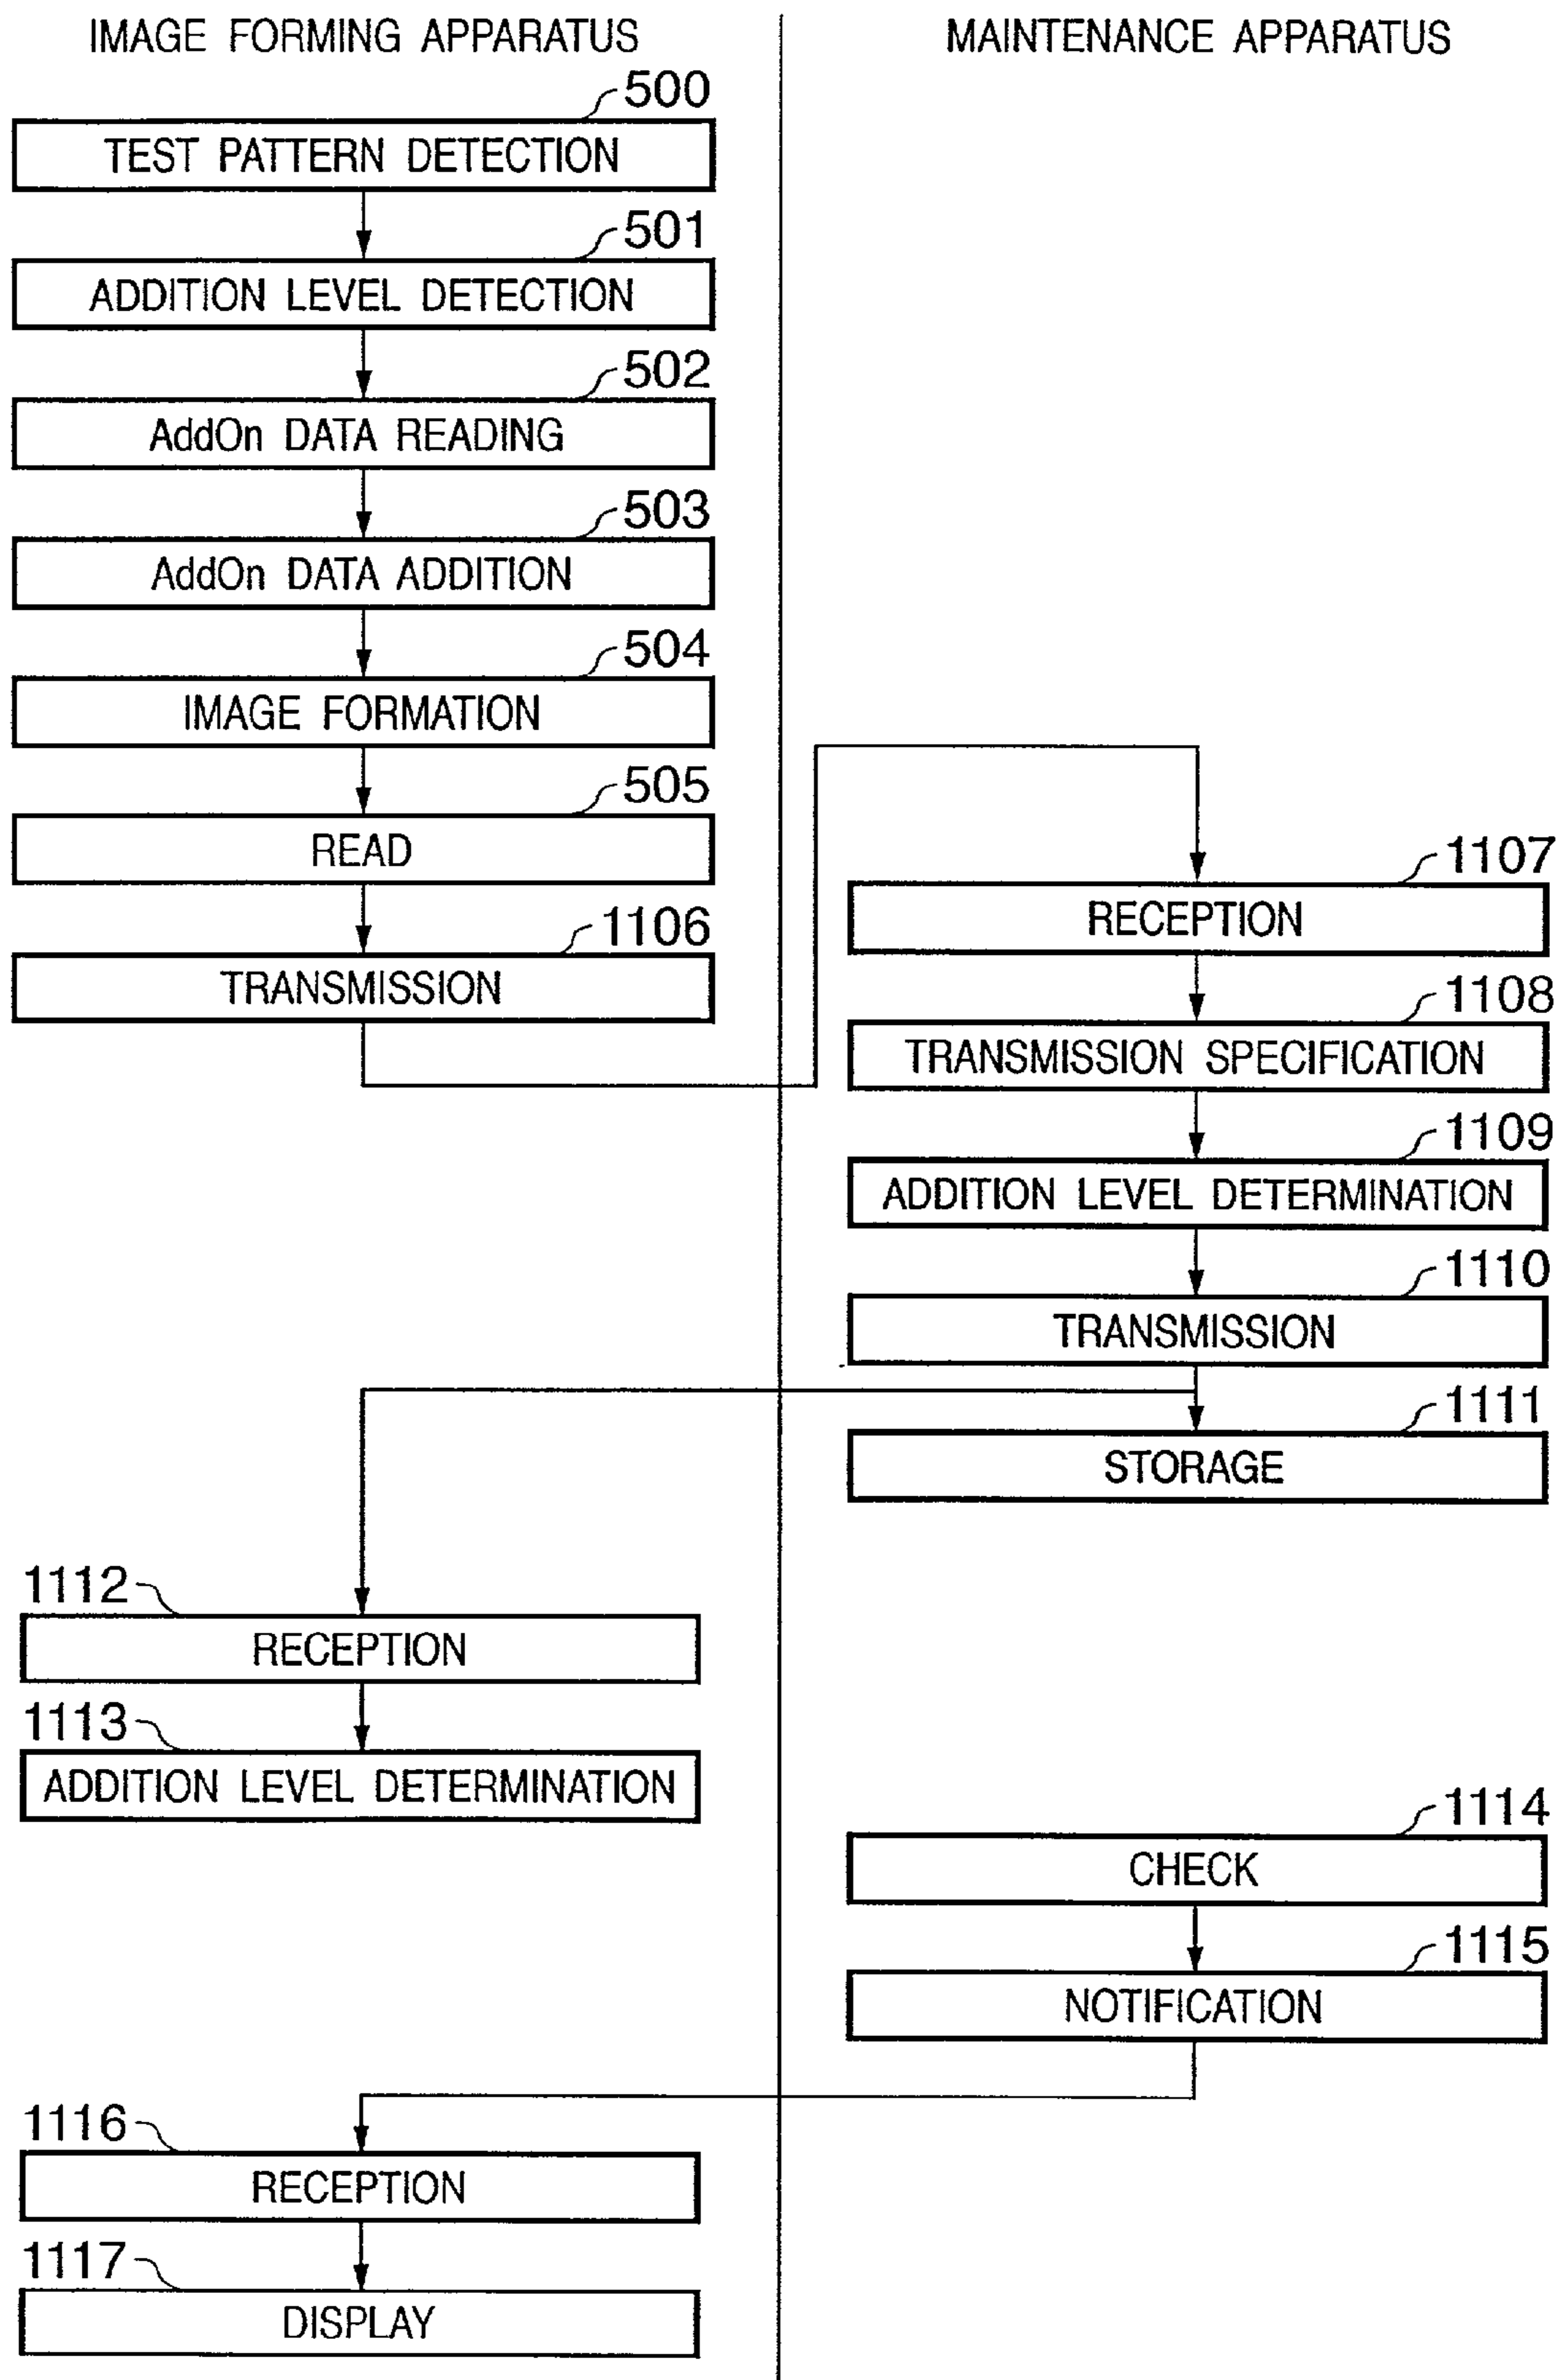 IMAGE FORMING APPARATUS
MAINTENANCE APPARATUS
500
TEST PATTERN DETECTION
501
ADDITION LEVEL DETECTION
502
AddOn DATA READING
503
AddOn DATA ADDITION
504
IMAGE FORMATION
505
READ
1106
TRANSMISSION
1107
RECEPTION
1108
TRANSMISSION SPECIFICATION
1109
ADDITION LEVEL DETERMINATION
1110
TRANSMISSION
1111
STORAGE
1112
RECEPTION
1113
ADDITION LEVEL DETERMINATION
1114
CHECK
1115
NOTIFICATION
1116
RECEPTION
1117
DISPLAY